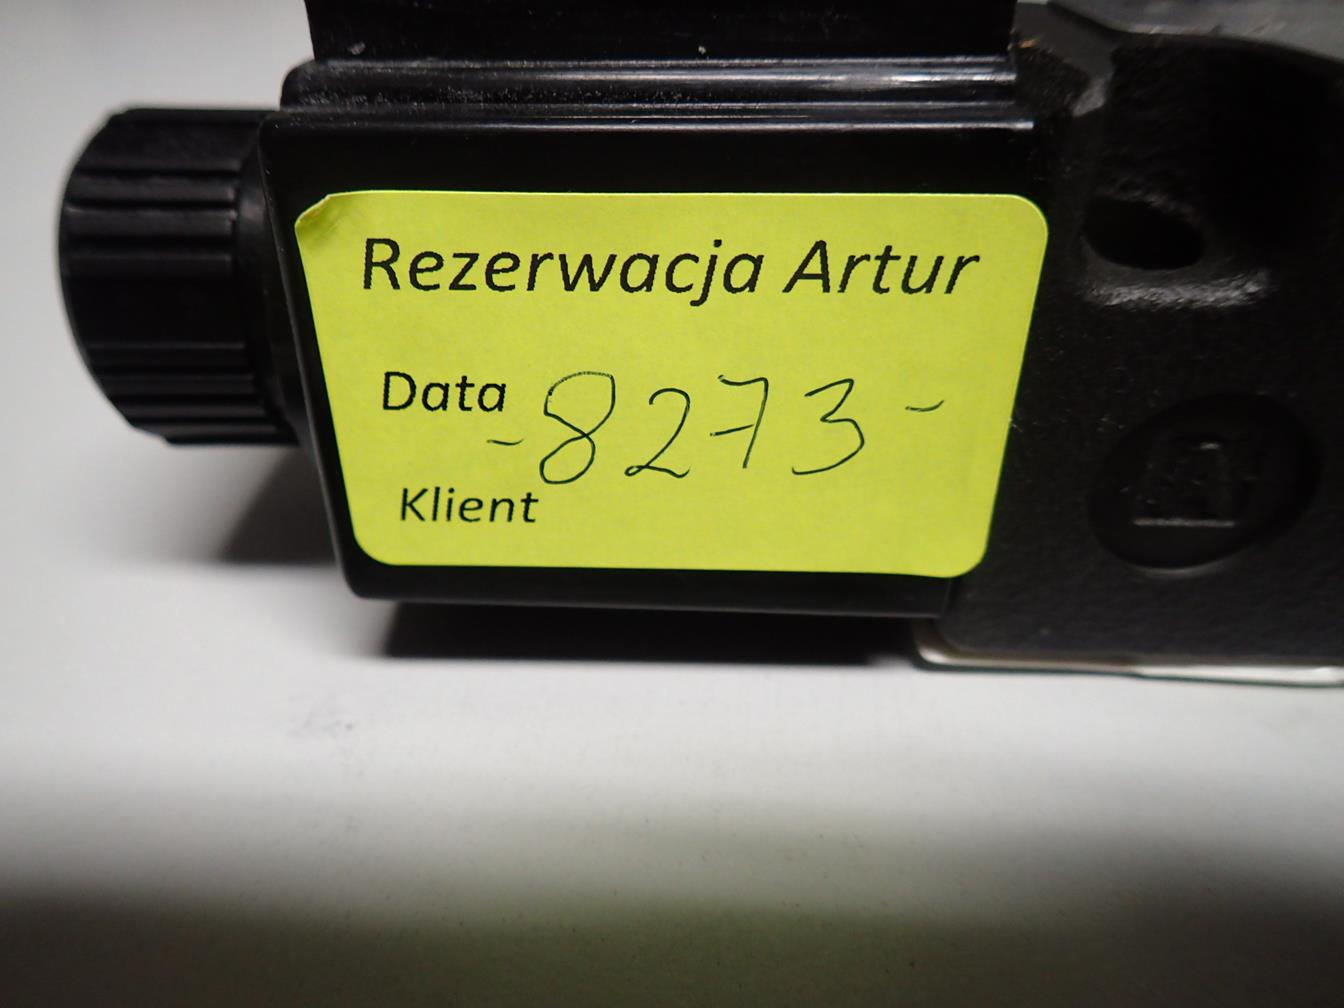 Rezerwacja Artur
Data
-8273-
Klient